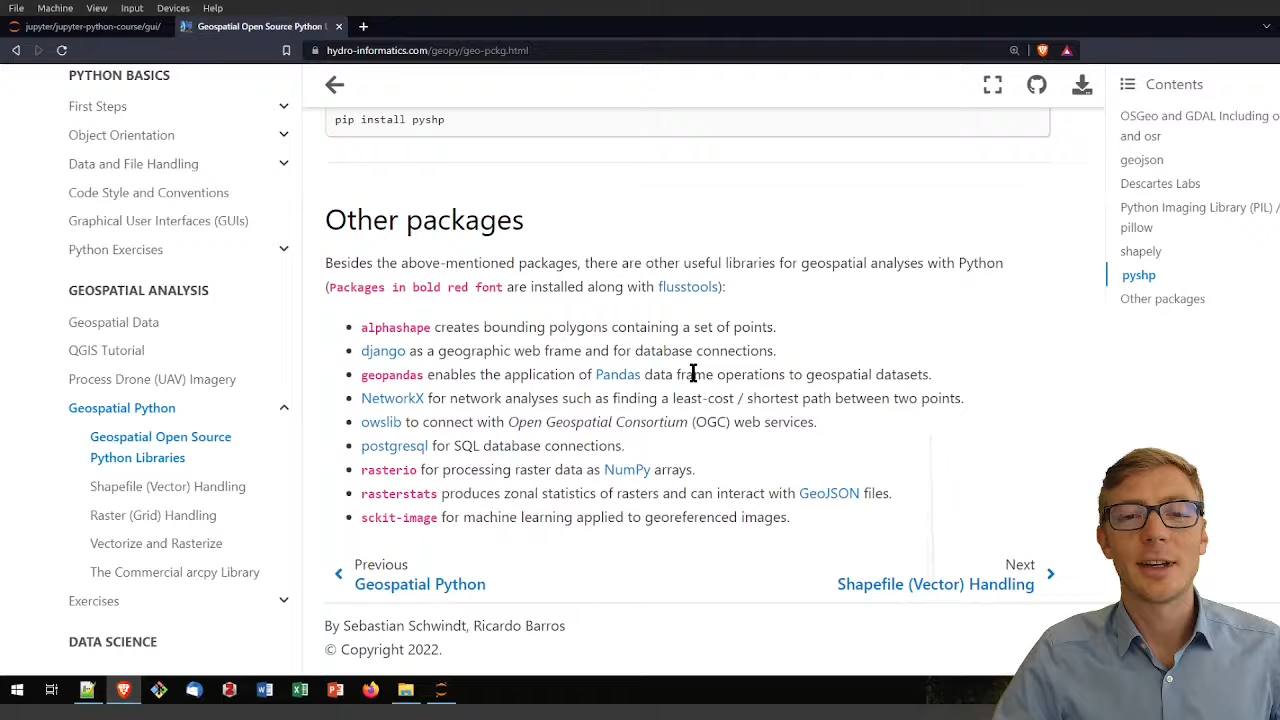 File Machine View Input Devices Help
jupyter/jupyter-python-course/gui/
Geospatial Open Source Python
hydro-informatics.com/geopy/geo-pckg.html
PYTHON BASICS
First Steps
Object Orientation
Data and File Handling
Code Style and Conventions
Graphical User Interfaces (GUIs)
Python Exercises
GEOSPATIAL ANALYSIS
Geospatial Data
QGIS Tutorial
Process Drone (UAV) Imagery
Geospatial Python
Geospatial Open Source
Python Libraries
Shapefile (Vector) Handling
Raster (Grid) Handling
Vectorize and Rasterize
The Commercial arcpy Library
Exercises
DATA SCIENCE
pip install pyshp
Other packages
Besides the above-mentioned packages, there are other useful libraries for geospatial analyses with Python
(Packages in bold red font are installed along with flusstools):
alphashape creates bounding polygons containing a set of points.
django as a geographic web frame and for database connections.
geopandas enables the application of Pandas data frame operations to geospatial datasets.
NetworkX for network analyses such as finding a least-cost / shortest path between two points.
owslib to connect with Open Geospatial Consortium (OGC) web services.
postgresql for SQL database connections.
rasterio for processing raster data as NumPy arrays.
rasterstats produces zonal statistics of rasters and can interact with GeoJSON files.
sckit-image for machine learning applied to georeferenced images.
Previous
Geospatial Python
Next
Shapefile (Vector) Handling
By Sebastian Schwindt, Ricardo Barros
© Copyright 2022.
Contents
OSGeo and GDAL Including o
and osr
geojson
Descartes Labs
Python Imaging Library (PIL) /
pillow
shapely
pyshp
Other packages